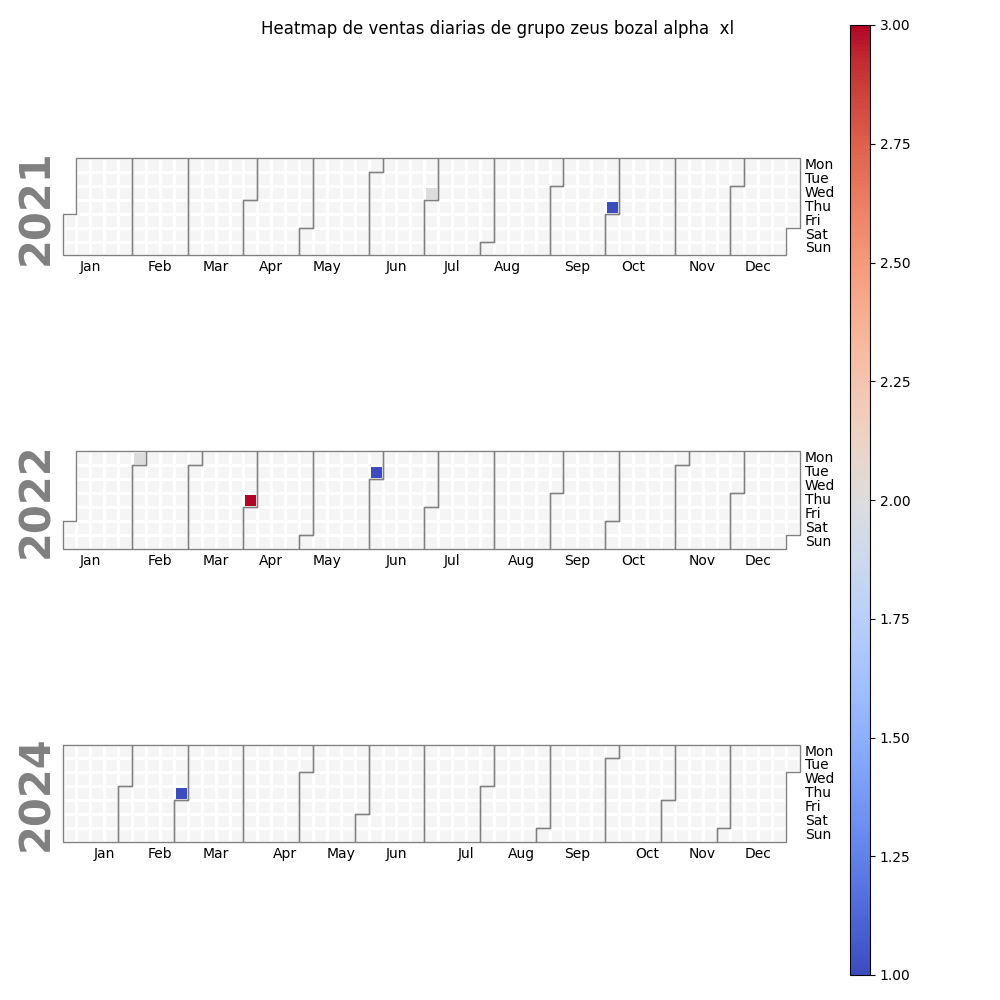 Heatmap de ventas diarias de grupo zeus bozal alpha  xl
2021
Mon
Tue
Wed
Thu
Fri
Sat
Sun
Jan Feb Mar Apr May Jun Jul Aug Sep Oct Nov Dec
2022
Mon
Tue
Wed
Thu
Fri
Sat
Sun
Jan Feb Mar Apr May Jun Jul Aug Sep Oct Nov Dec
2024
Mon
Tue
Wed
Thu
Fri
Sat
Sun
Jan Feb Mar Apr May Jun Jul Aug Sep Oct Nov Dec
3.00
2.75
2.50
2.25
2.00
1.75
1.50
1.25
1.00